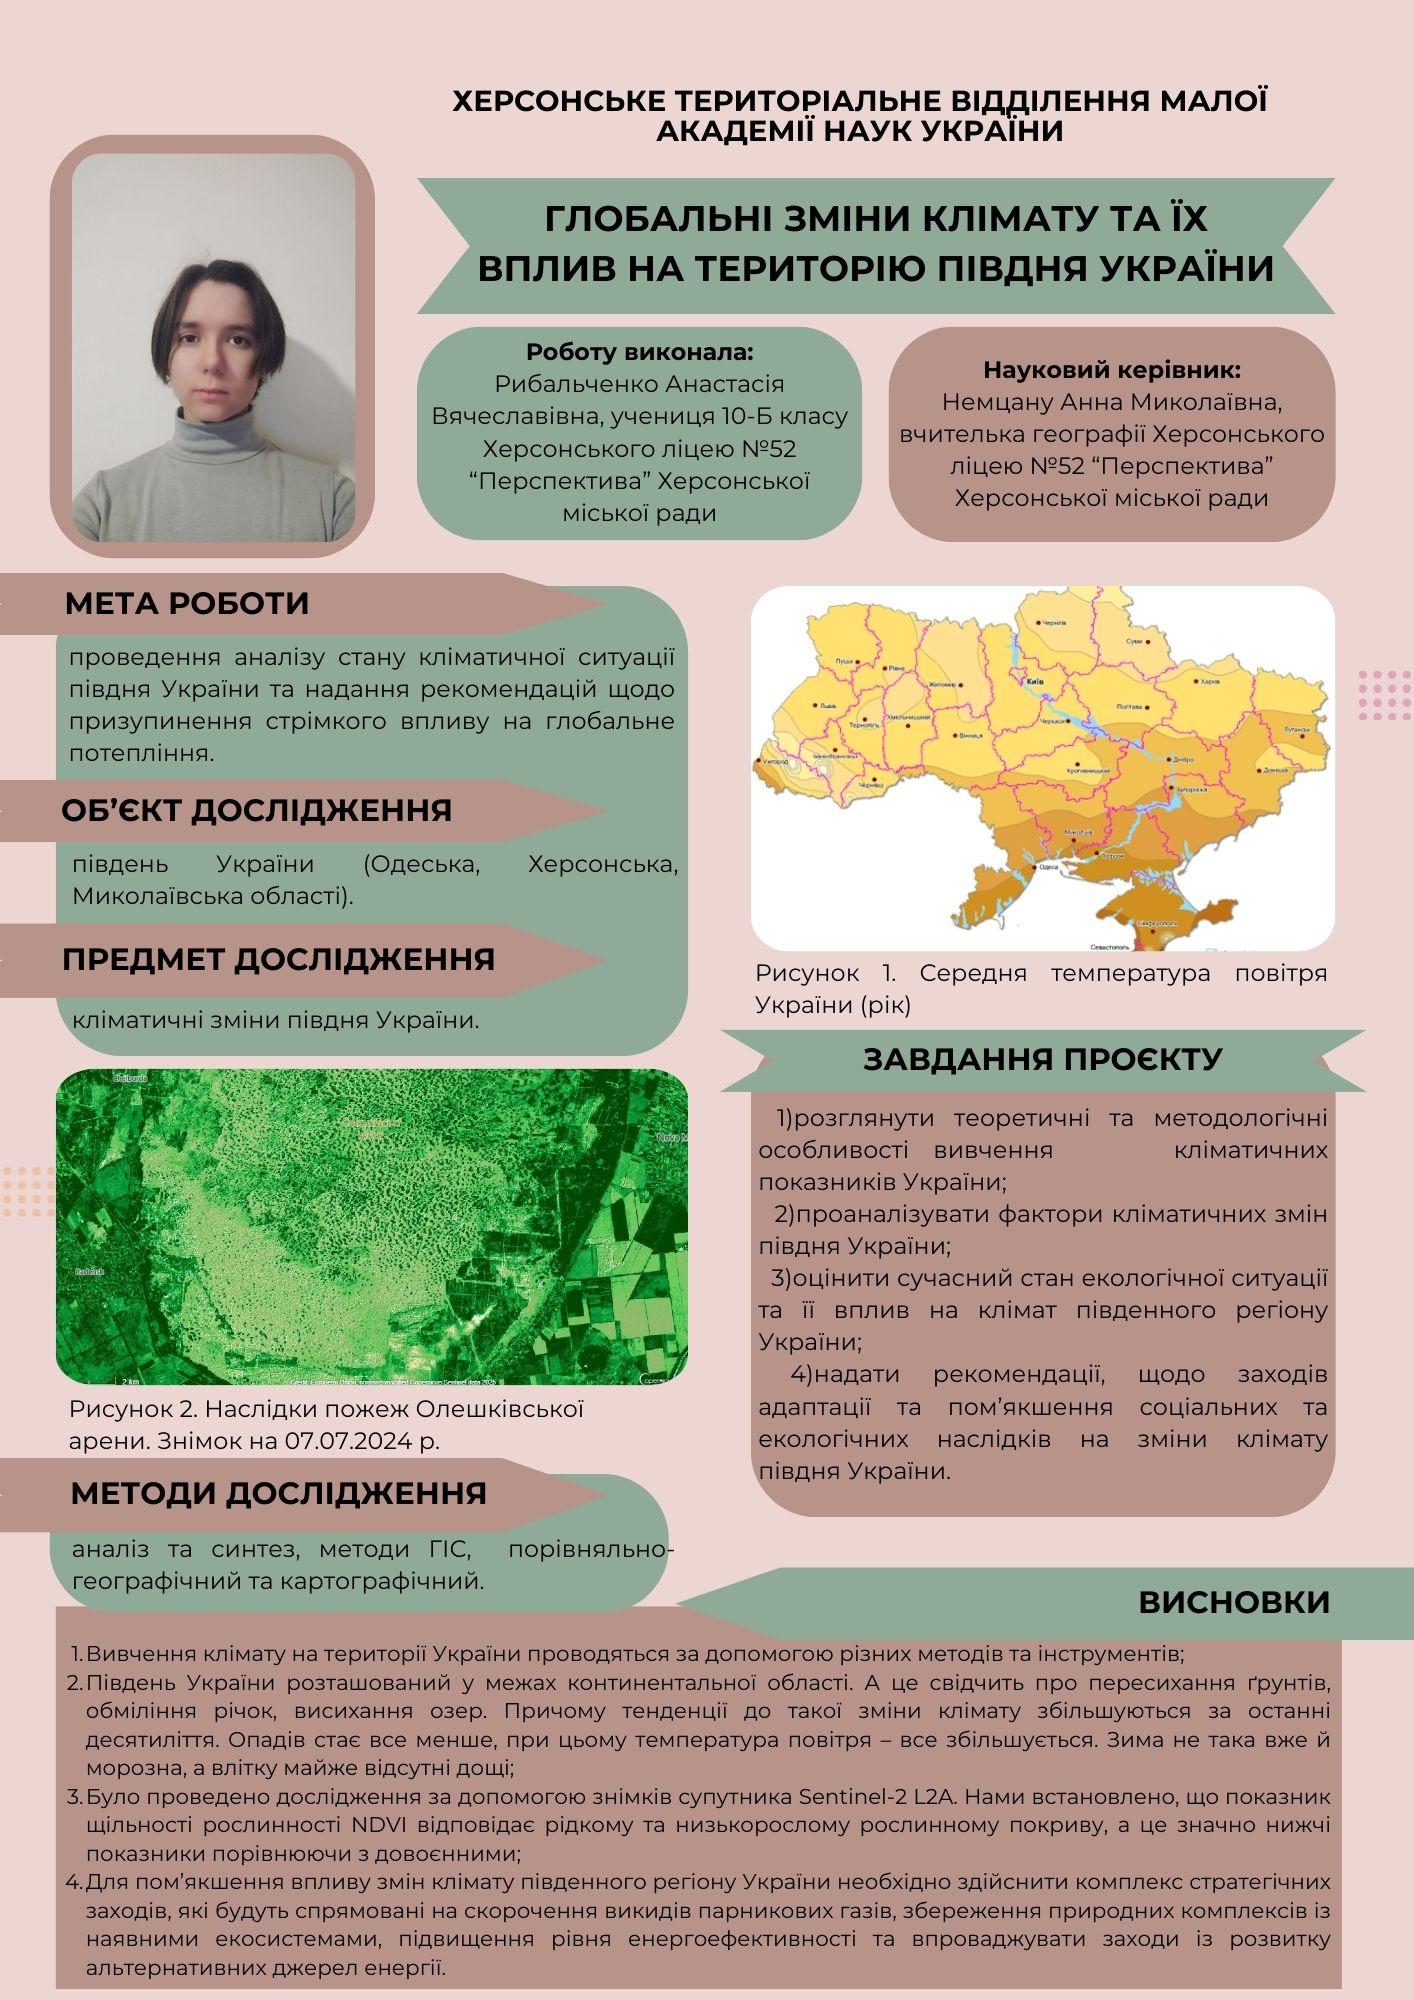 ХЕРСОНСЬКЕ ТЕРИТОРІАЛЬНЕ ВІДДІЛЕННЯ МАЛОЇ
АКАДЕМІЇ НАУК УКРАЇНИ
ГЛОБАЛЬНІ ЗМІНИ КЛІМАТУ ТА ЇХ
ВПЛИВ НА ТЕРИТОРІЮ ПІВДНЯ УКРАЇНИ
Роботу виконала:
Рибальченко Анастасія
Вячеславівна, учениця 10-Б класу
Херсонського ліцею №52
“Перспектива” Херсонської
міської ради
Науковий керівник:
Немцану Анна Миколаївна,
вчителька географії Херсонського
ліцею №52 “Перспектива”
Херсонської міської ради
МЕТА РОБОТИ
проведення аналізу стану кліматичної ситуації
півдня України та надання рекомендацій щодо
призупинення стрімкого впливу на глобальне
потепління.
ОБ’ЄКТ ДОСЛІДЖЕННЯ
південь України (Одеська, Херсонська,
Миколаївська області).
ПРЕДМЕТ ДОСЛІДЖЕННЯ
кліматичні зміни півдня України.
Чернігів
Суми
Луцьк
Рівне
Житомир
Київ
Харків
Львів
Тернопіль
Хмельницький
Вінниця
Черкаси
Полтава
Луганськ
Ужгород
Івано-Франківськ
Чернівці
Кропивницький
Дніпро
Донецьк
Запоріжжя
Миколаїв
Херсон
Одеса
Сімферополь
Севастополь
Рисунок 1. Середня температура повітря
України (рік)
ЗАВДАННЯ ПРОЄКТУ
1)розглянути теоретичні та методологічні
особливості вивчення кліматичних
показників України;
2)проаналізувати фактори кліматичних змін
півдня України;
3)оцінити сучасний стан екологічної ситуації
та її вплив на клімат південного регіону
України;
4)надати рекомендації, щодо заходів
адаптації та пом’якшення соціальних та
екологічних наслідків на зміни клімату
півдня України.
Chelburda
Nova M
Radensk
2 km
Credit: European Union, contains modified Copernicus Sentinel data 2025
Рисунок 2. Наслідки пожеж Олешківської
арени. Знімок на 07.07.2024 р.
МЕТОДИ ДОСЛІДЖЕННЯ
аналіз та синтез, методи ГІС, порівняльно-
географічний та картографічний.
ВИСНОВКИ
1. Вивчення клімату на території України проводяться за допомогою різних методів та інструментів;
2. Південь України розташований у межах континентальної області. А це свідчить про пересихання ґрунтів,
обміління річок, висихання озер. Причому тенденції до такої зміни клімату збільшуються за останні
десятиліття. Опадів стає все менше, при цьому температура повітря – все збільшується. Зима не така вже й
морозна, а влітку майже відсутні дощі;
3. Було проведено дослідження за допомогою знімків супутника Sentinel-2 L2A. Нами встановлено, що показник
щільності рослинності NDVI відповідає рідкому та низькорослому рослинному покриву, а це значно нижчі
показники порівнюючи з довоєнними;
4. Для пом’якшення впливу змін клімату південного регіону України необхідно здійснити комплекс стратегічних
заходів, які будуть спрямовані на скорочення викидів парникових газів, збереження природних комплексів із
наявними екосистемами, підвищення рівня енергоефективності та впроваджувати заходи із розвитку
альтернативних джерел енергії.